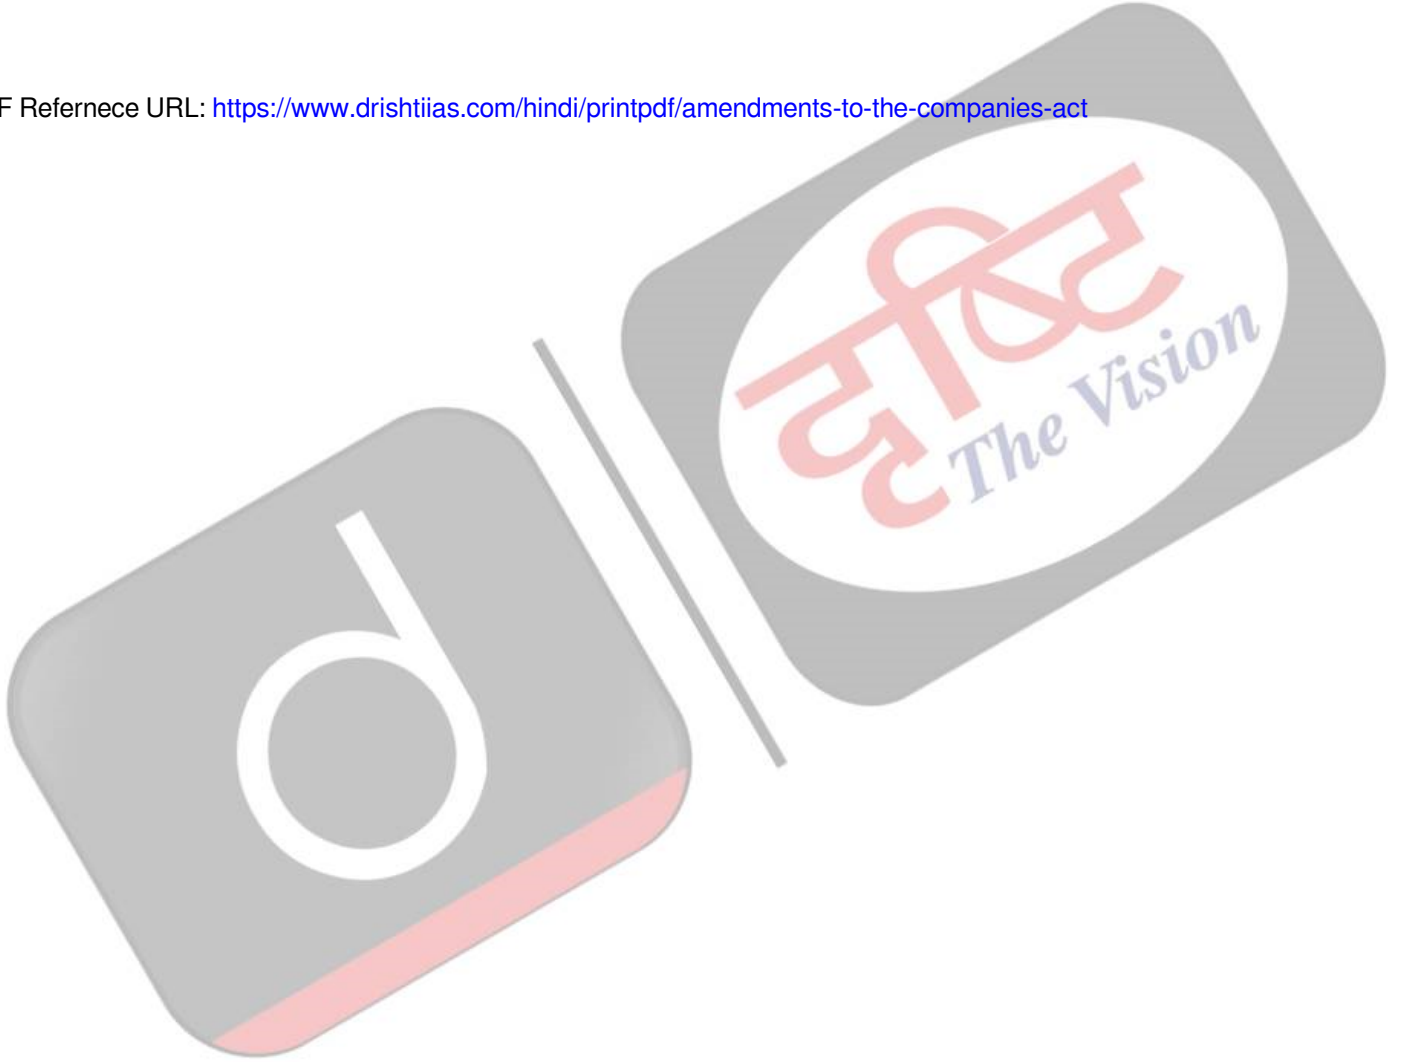 F Refernece URL: https://www.drishtiias.com/hindi/printpdf/amendments-to-the-companies-act
दृष्टि
The Vision
d